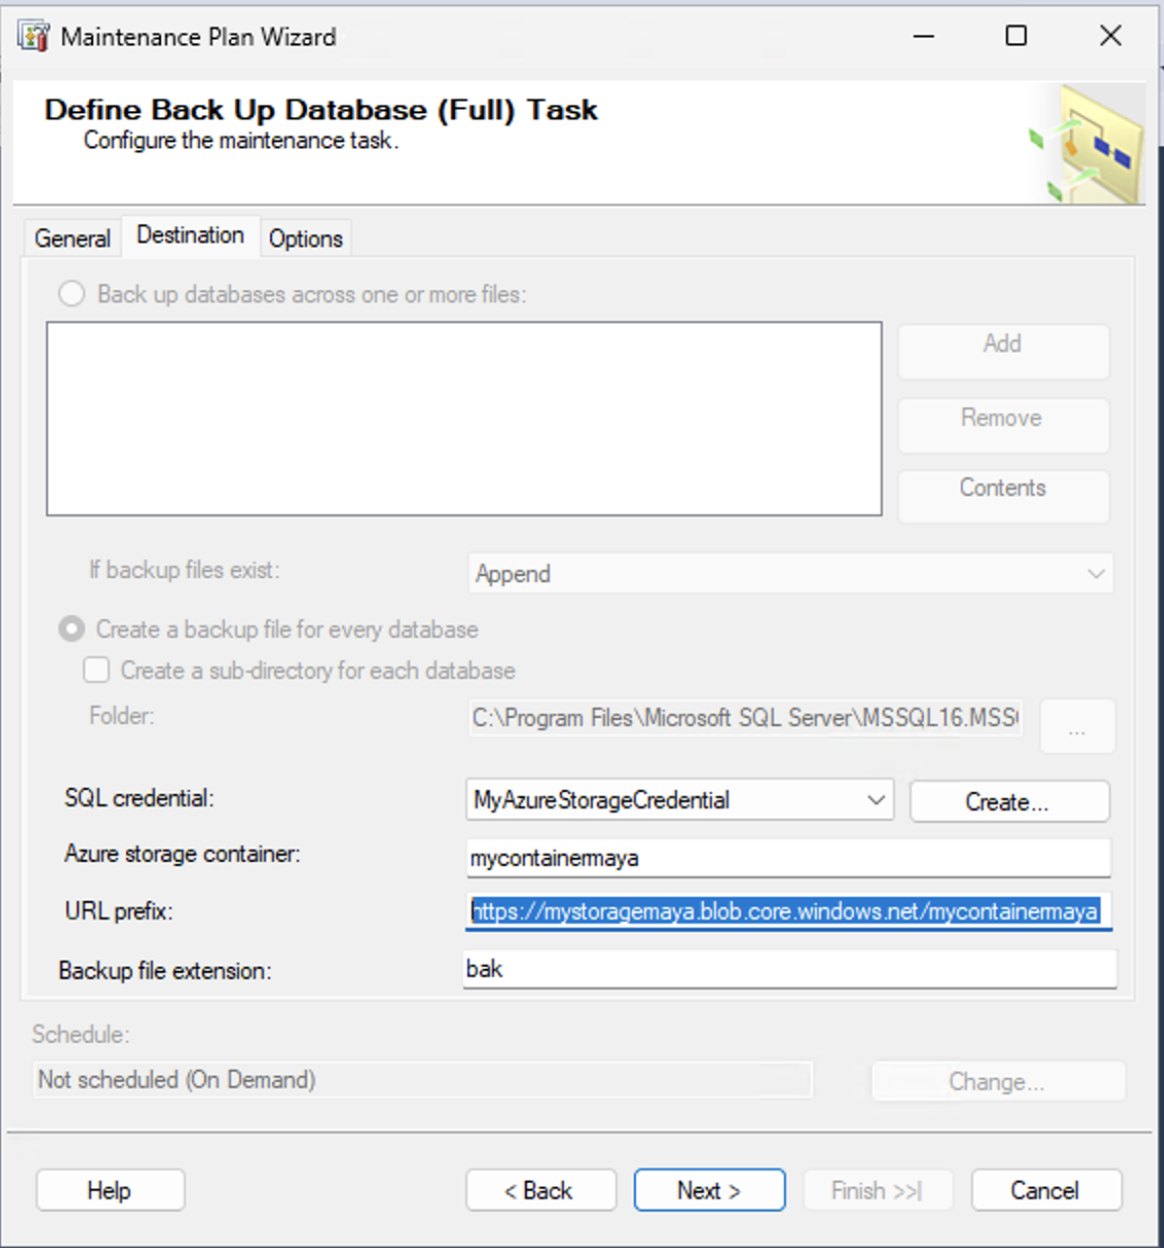 Maintenance Plan Wizard
Define Back Up Database (Full) Task
Configure the maintenance task.
General
Destination
Options
Back up databases across one or more files:
Add
Remove
Contents
If backup files exist:
Append
Create a backup file for every database
Create a sub-directory for each database
Folder:
C:\Program Files\Microsoft SQL Server\MSSQL16.MSS
...
SQL credential:
MyAzureStorageCredential
Create...
Azure storage container:
mycontainermaya
URL prefix:
https://mystoragemaya.blob.core.windows.net/mycontainermaya
Backup file extension:
bak
Schedule:
Not scheduled (On Demand)
Change...
Help
< Back
Next >
Finish >>|
Cancel